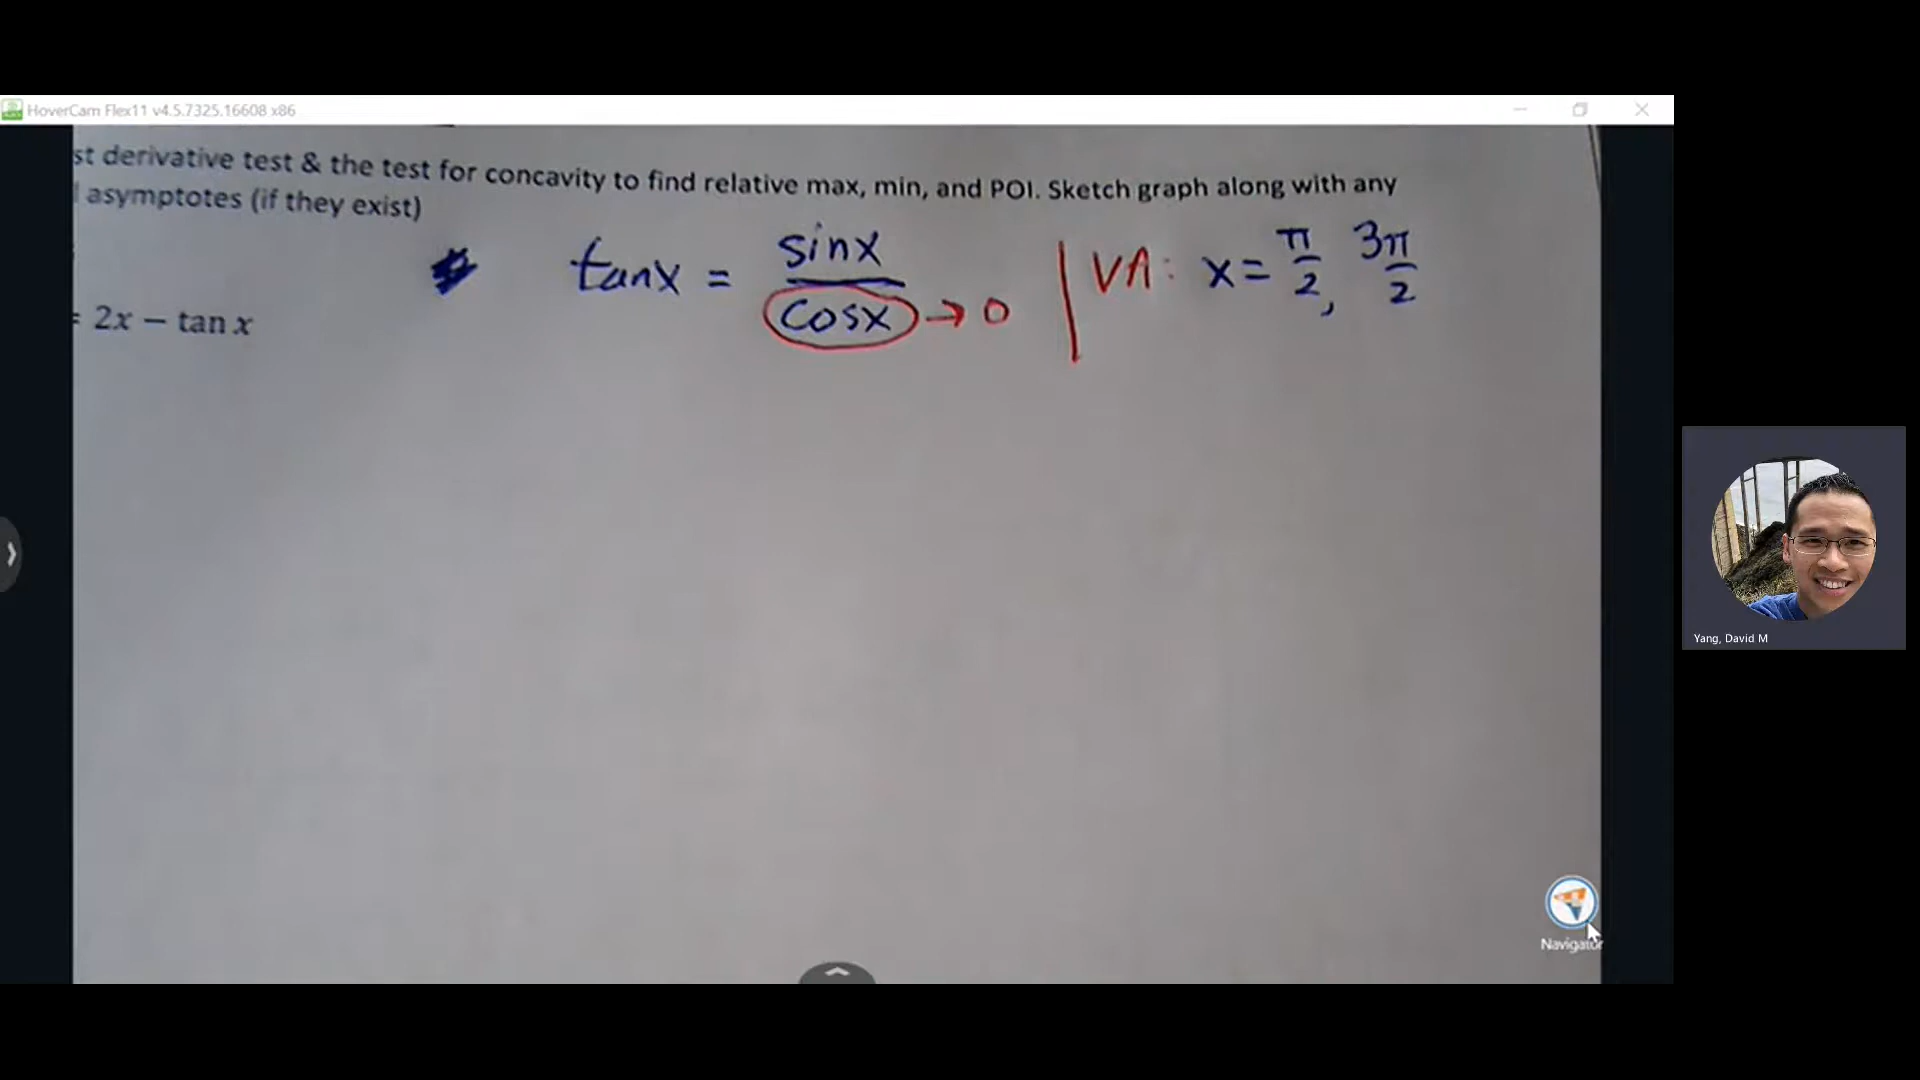 HoverCam Flex11 v4.5.7325.16608 x86
st derivative test & the test for concavity to find relative max, min, and POI. Sketch graph along with any
asymptotes (if they exist)
tanx = sinx / cosx → 0 | VA: x = π/2, 3π/2
= 2x − tan x
Yang, David M
Navigator